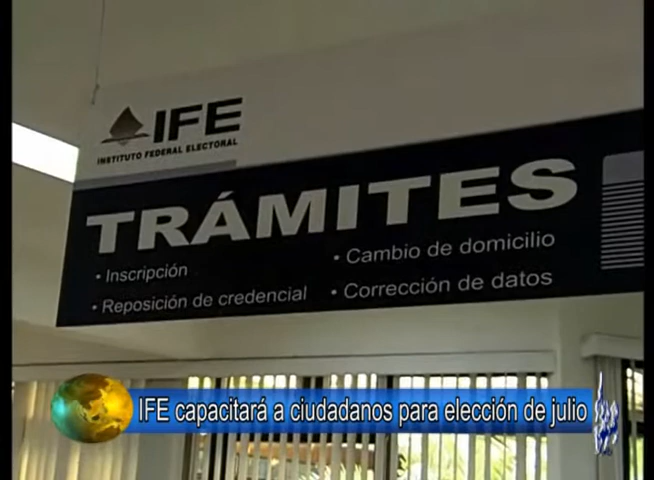 IFE
INSTITUTO FEDERAL ELECTORAL
TRÁMITES
• Inscripción
• Cambio de domicilio
• Reposición de credencial
• Corrección de datos
IFE capacitará a ciudadanos para elección de julio